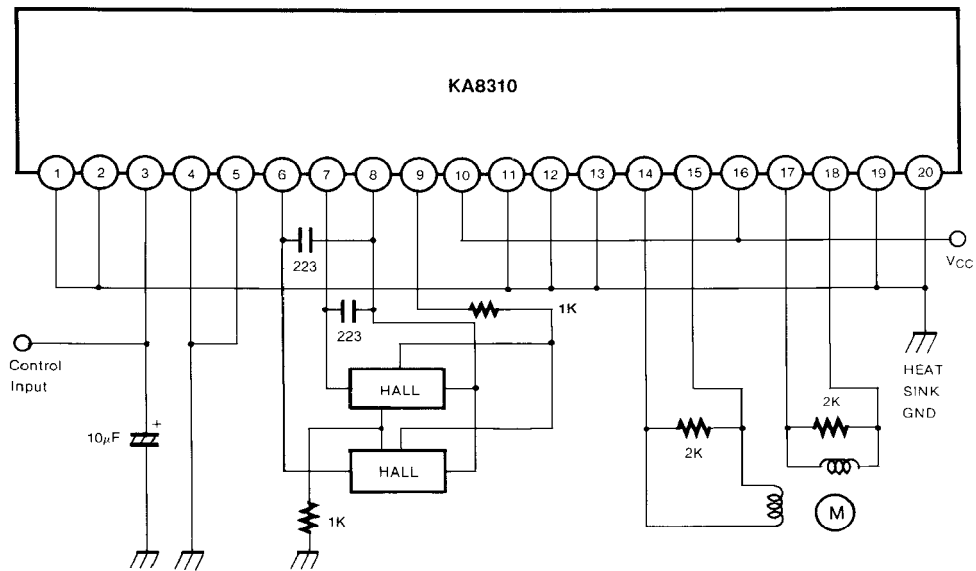 KA8310
1 2 3 4 5 6 7 8 9 10 11 12 13 14 15 16 17 18 19 20
223
VCC
223
1K
Control
Input
HALL
HEAT
SINK
GND
2K
10μF
+
2K
HALL
1K
M